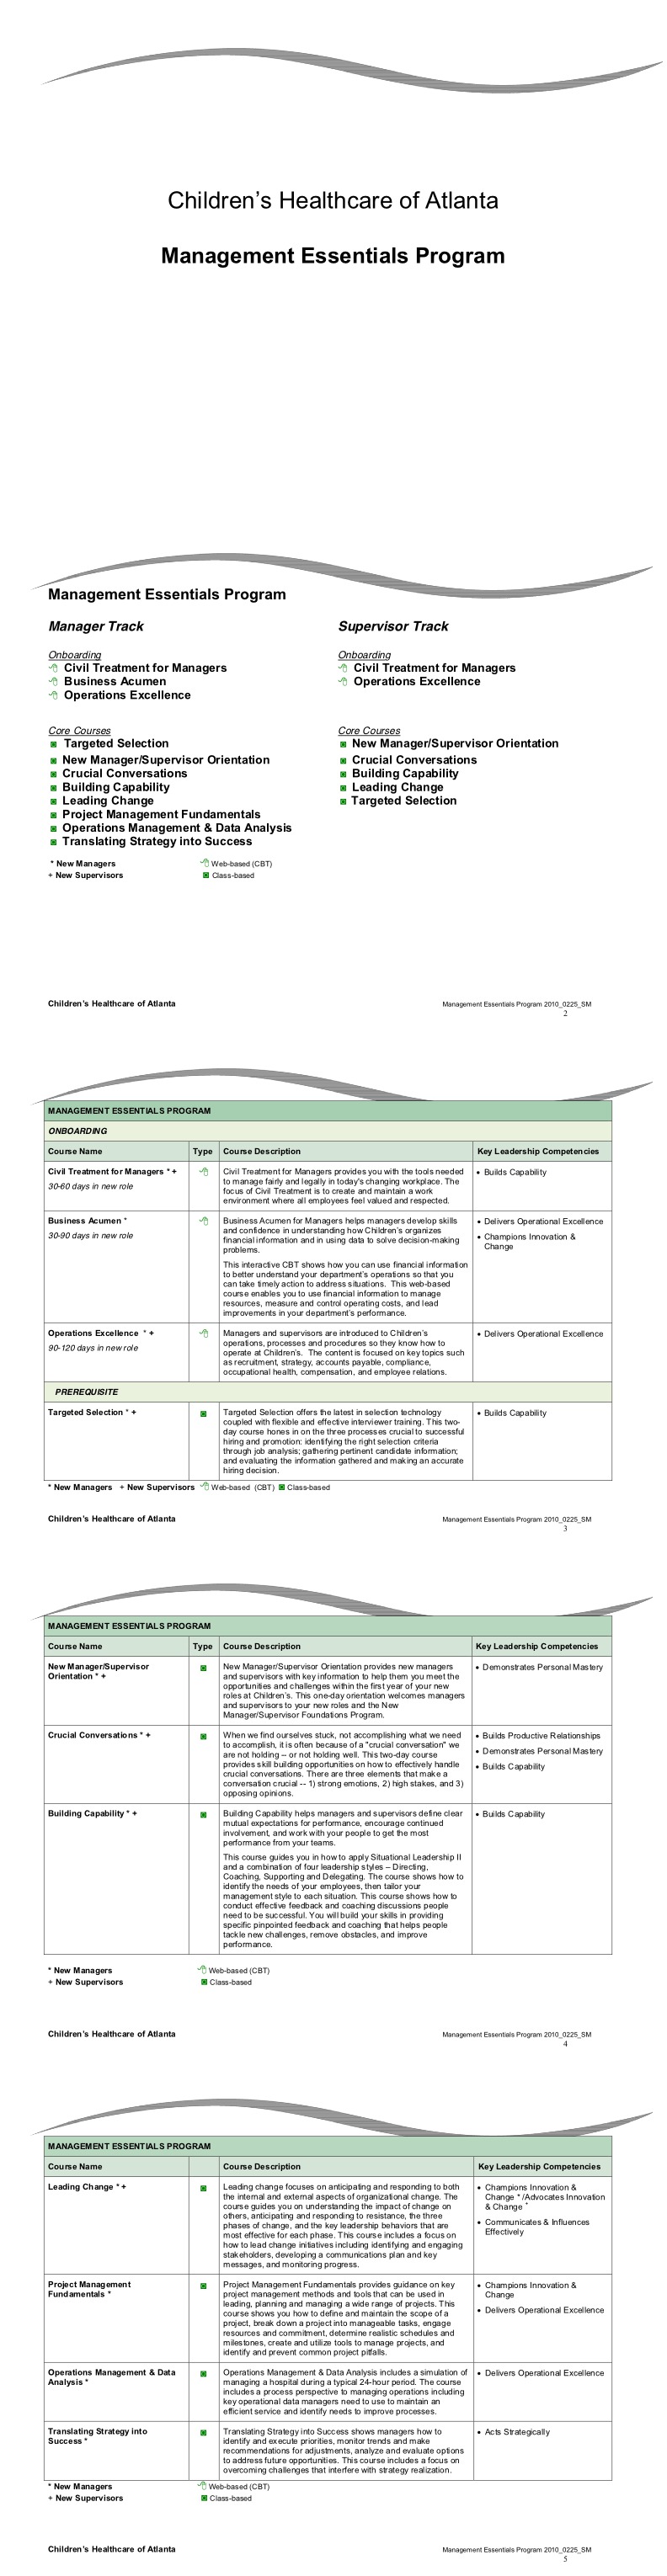 Children's Healthcare of Atlanta
Management Essentials Program
Management Essentials Program
Manager Track
Onboarding
Civil Treatment for Managers
Business Acumen
Operations Excellence
Core Courses
Targeted Selection
New Manager/Supervisor Orientation
Crucial Conversations
Building Capability
Leading Change
Project Management Fundamentals
Operations Management & Data Analysis
Translating Strategy into Success
Supervisor Track
Onboarding
Civil Treatment for Managers
Operations Excellence
Core Courses
New Manager/Supervisor Orientation
Crucial Conversations
Building Capability
Leading Change
Targeted Selection
* New Managers
Web-based (CBT)
+ New Supervisors
Class-based
Children's Healthcare of Atlanta
Management Essentials Program 2010_0225_SM
2
MANAGEMENT ESSENTIALS PROGRAM
ONBOARDING
Course Name
Type
Course Description
Key Leadership Competencies
Civil Treatment for Managers * +
30-60 days in new role
Civil Treatment for Managers provides you with the tools needed
to manage fairly and legally in today's changing workplace. The
focus of Civil Treatment is to create and maintain a work
environment where all employees feel valued and respected.
• Builds Capability
Business Acumen *
30-90 days in new role
Business Acumen for Managers helps managers develop skills
and confidence in understanding how Children's organizes
financial information and in using data to solve decision-making
problems.
This interactive CBT shows how you can use financial information
to better understand your department's operations so that you
can take timely action to address situations. This web-based
course enables you to use financial information to manage
resources, measure and control operating costs, and lead
improvements in your department's performance.
• Delivers Operational Excellence
• Champions Innovation &
Change
Operations Excellence * +
90-120 days in new role
Managers and supervisors are introduced to Children's
operations, processes and procedures so they know how to
operate at Children's. The content is focused on key topics such
as recruitment, strategy, accounts payable, compliance,
occupational health, compensation, and employee relations.
• Delivers Operational Excellence
PREREQUISITE
Targeted Selection * +
Targeted Selection offers the latest in selection technology
coupled with flexible and effective interviewer training. This two-
day course hones in on the three processes crucial to successful
hiring and promotion: identifying the right selection criteria
through job analysis; gathering pertinent candidate information;
and evaluating the information gathered and making an accurate
hiring decision.
• Builds Capability
* New Managers + New Supervisors Web-based (CBT) Class-based
Children's Healthcare of Atlanta
Management Essentials Program 2010_0225_SM
3
MANAGEMENT ESSENTIALS PROGRAM
Course Name
Type
Course Description
Key Leadership Competencies
New Manager/Supervisor
Orientation * +
New Manager/Supervisor Orientation provides new managers
and supervisors with key information to help them you meet the
opportunities and challenges within the first year of your new
roles at Children's. This one-day orientation welcomes managers
and supervisors to your new roles and the New
Manager/Supervisor Foundations Program.
• Demonstrates Personal Mastery
Crucial Conversations * +
When we find ourselves stuck, not accomplishing what we need
to accomplish, it is often because of a "crucial conversation" we
are not holding -- or not holding well. This two-day course
provides skill building opportunities on how to effectively handle
crucial conversations. There are three elements that make a
conversation crucial -- 1) strong emotions, 2) high stakes, and 3)
opposing opinions.
• Builds Productive Relationships
• Demonstrates Personal Mastery
• Builds Capability
Building Capability * +
Building Capability helps managers and supervisors define clear
mutual expectations for performance, encourage continued
involvement, and work with your people to get the most
performance from your teams.
This course guides you in how to apply Situational Leadership II
and a combination of four leadership styles – Directing,
Coaching, Supporting and Delegating. The course shows how to
identify the needs of your employees, then tailor your
management style to each situation. This course shows how to
conduct effective feedback and coaching discussions people
need to be successful. You will build your skills in providing
specific pinpointed feedback and coaching that helps people
tackle new challenges, remove obstacles, and improve
performance.
• Builds Capability
* New Managers
Web-based (CBT)
+ New Supervisors
Class-based
Children's Healthcare of Atlanta
Management Essentials Program 2010_0225_SM
4
MANAGEMENT ESSENTIALS PROGRAM
Course Name
Course Description
Key Leadership Competencies
Leading Change * +
Leading change focuses on anticipating and responding to both
the internal and external aspects of organizational change. The
course guides you on understanding the impact of change on
others, anticipating and responding to resistance, the three
phases of change, and the key leadership behaviors that are
most effective for each phase. This course includes a focus on
how to lead change initiatives including identifying and engaging
stakeholders, developing a communications plan and key
messages, and monitoring progress.
• Champions Innovation &
Change * /Advocates Innovation
& Change +
• Communicates & Influences
Effectively
Project Management
Fundamentals *
Project Management Fundamentals provides guidance on key
project management methods and tools that can be used in
leading, planning and managing a wide range of projects. This
course shows you how to define and maintain the scope of a
project, break down a project into manageable tasks, engage
resources and commitment, determine realistic schedules and
milestones, create and utilize tools to manage projects, and
identify and prevent common project pitfalls.
• Champions Innovation &
Change
• Delivers Operational Excellence
Operations Management & Data
Analysis *
Operations Management & Data Analysis includes a simulation of
managing a hospital during a typical 24-hour period. The course
includes a process perspective to managing operations including
key operational data managers need to use to maintain an
efficient service and identify needs to improve processes.
• Delivers Operational Excellence
Translating Strategy into
Success *
Translating Strategy into Success shows managers how to
identify and execute priorities, monitor trends and make
recommendations for adjustments, analyze and evaluate options
to address future opportunities. This course includes a focus on
overcoming challenges that interfere with strategy realization.
• Acts Strategically
* New Managers
Web-based (CBT)
+ New Supervisors
Class-based
Children's Healthcare of Atlanta
Management Essentials Program 2010_0225_SM
5